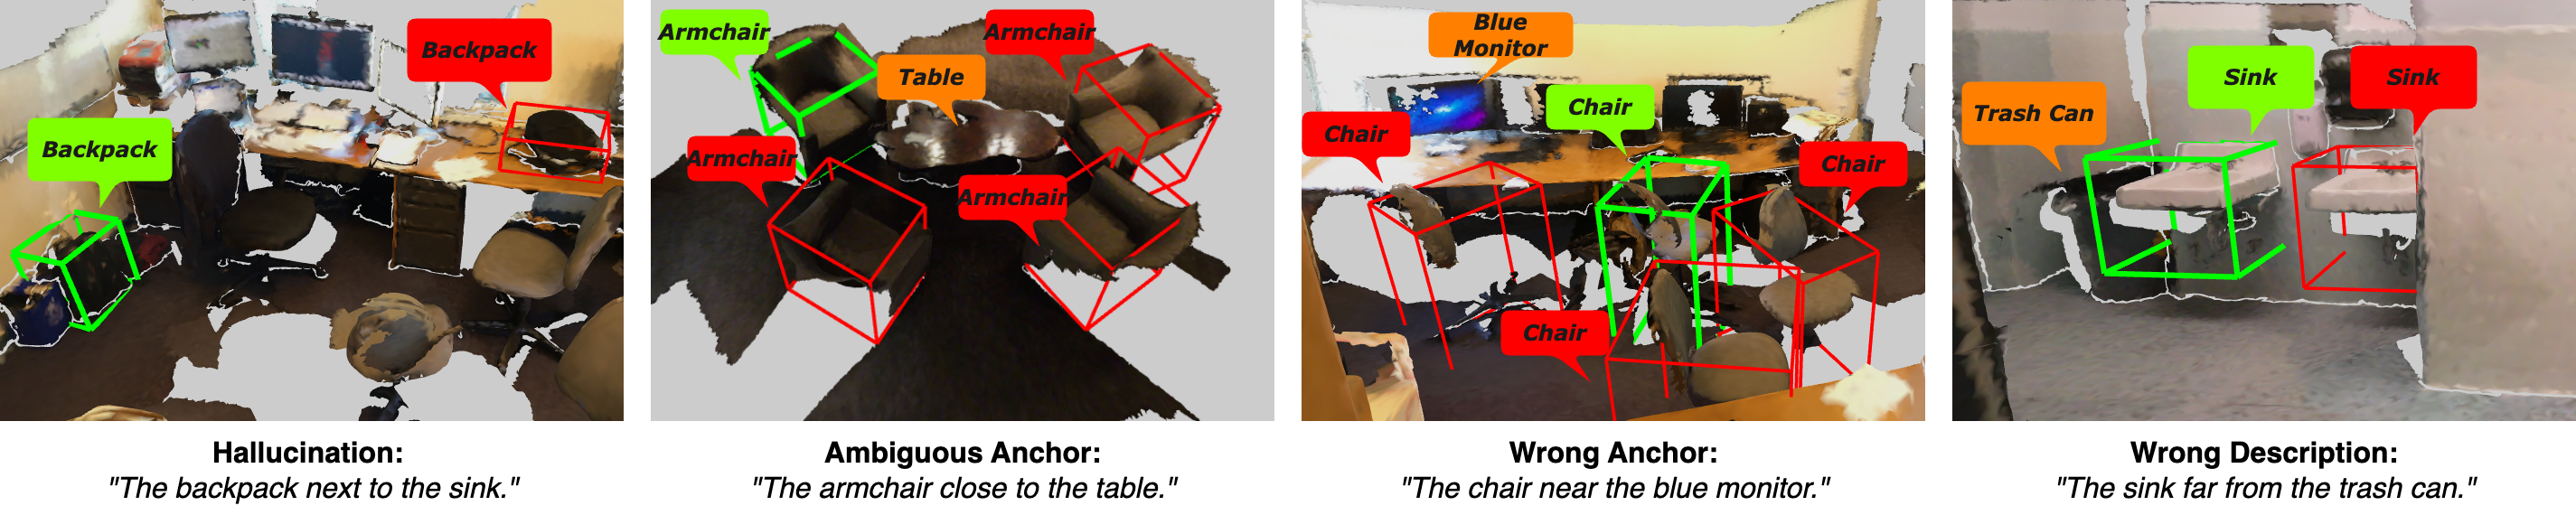 Backpack
Backpack
Hallucination:
"The backpack next to the sink."
Armchair
Armchair
Table
Armchair
Armchair
Ambiguous Anchor:
"The armchair close to the table."
Blue
Monitor
Chair
Chair
Chair
Chair
Wrong Anchor:
"The chair near the blue monitor."
Sink
Sink
Trash Can
Wrong Description:
"The sink far from the trash can."